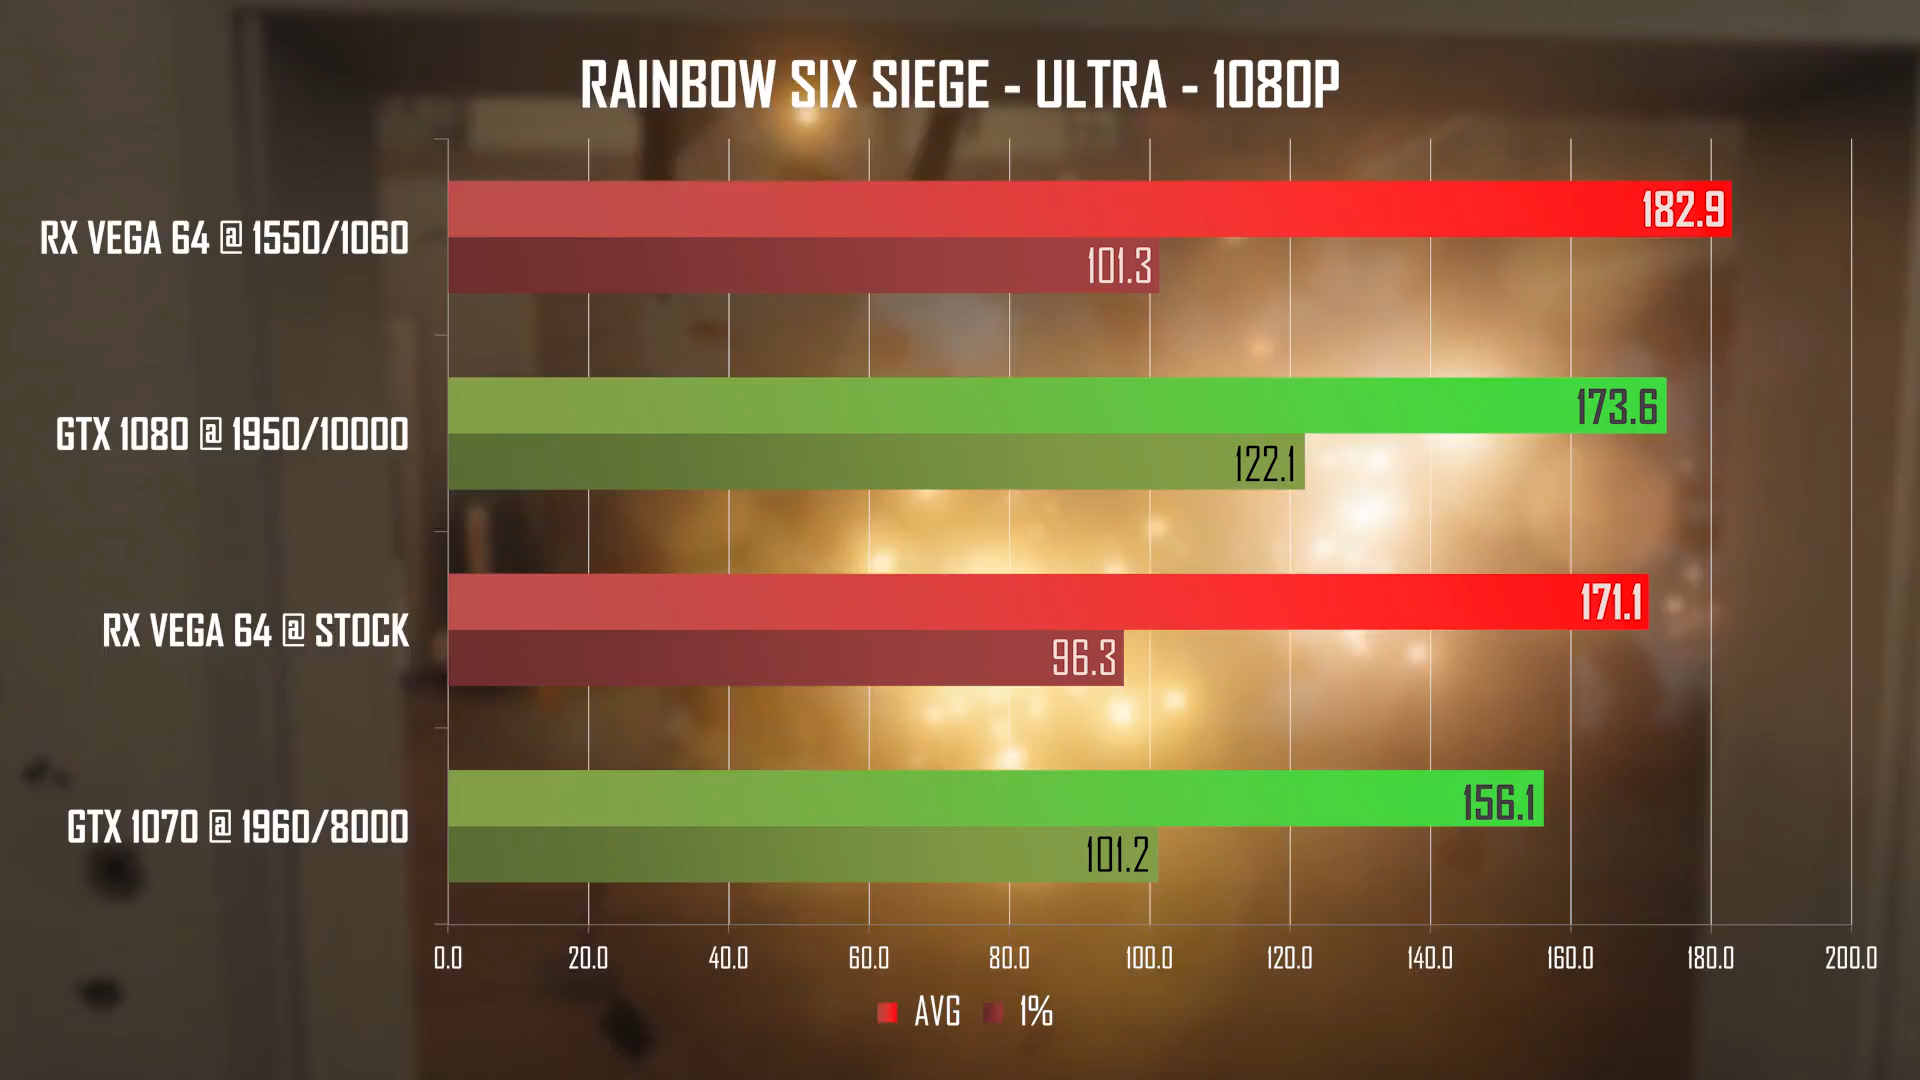 RAINBOW SIX SIEGE - ULTRA - 1080P
RX VEGA 64 @ 1550/1060
182.9
101.3
GTX 1080 @ 1950/10000
173.6
122.1
RX VEGA 64 @ STOCK
171.1
96.3
GTX 1070 @ 1960/8000
156.1
101.2
0.0 20.0 40.0 60.0 80.0 100.0 120.0 140.0 160.0 180.0 200.0
AVG 1%